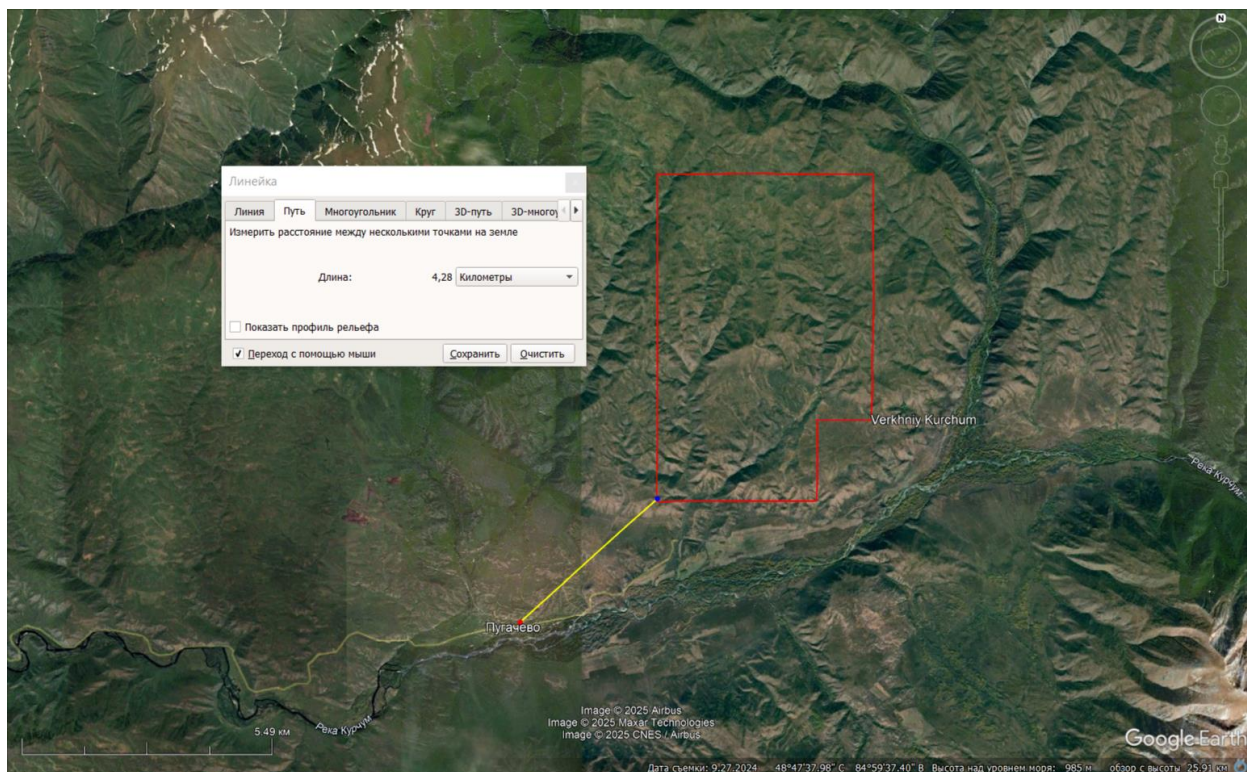 N
Линейка
Линия Путь Многоугольник Круг 3D-путь 3D-многоу
Измерить расстояние между несколькими точками на земле
Длина: 4,28 Километры
Показать профиль рельефа
Переход с помощью мыши Сохранить Очистить
Verkhniy Kurchum
Река Курчум
Пугачево
Река Курчум
5.49 км
Image © 2025 Airbus
Image © 2025 Maxar Technologies
Image © 2025 CNES / Airbus
Google Earth
Дата съемки: 9.27.2024 48°47'37.98" С 84°59'37.40" В Высота над уровнем моря: 985 м обзор с высоты 25.91 км